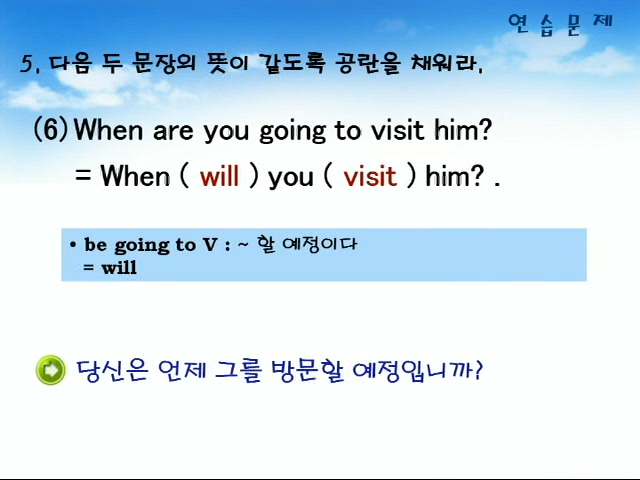 연 습 문 제
5. 다음 두 문장의 뜻이 같도록 공란을 채워라.
(6) When are you going to visit him?
= When ( will ) you ( visit ) him? .
• be going to V : ~ 할 예정이다
= will
당신은 언제 그를 방문할 예정입니까?